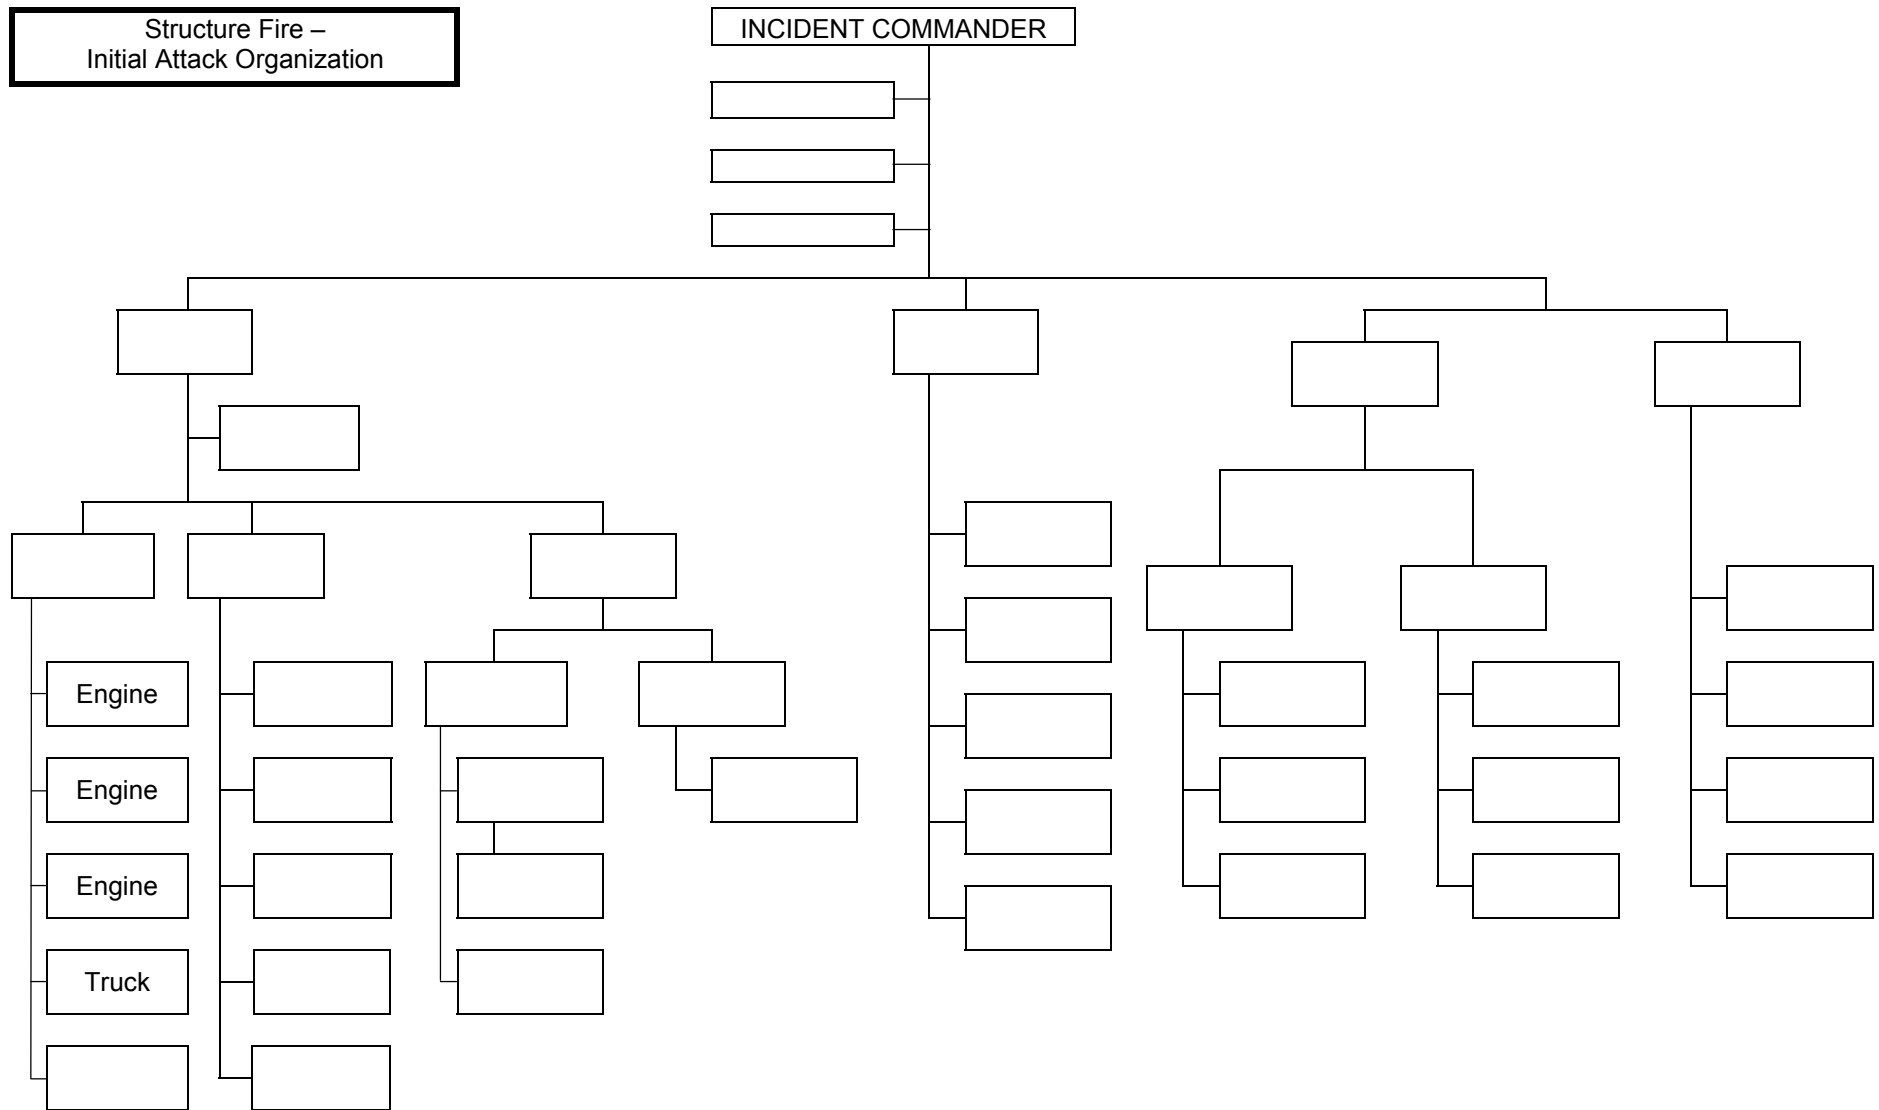 Structure Fire –
Initial Attack Organization
INCIDENT COMMANDER
Engine
Engine
Engine
Truck